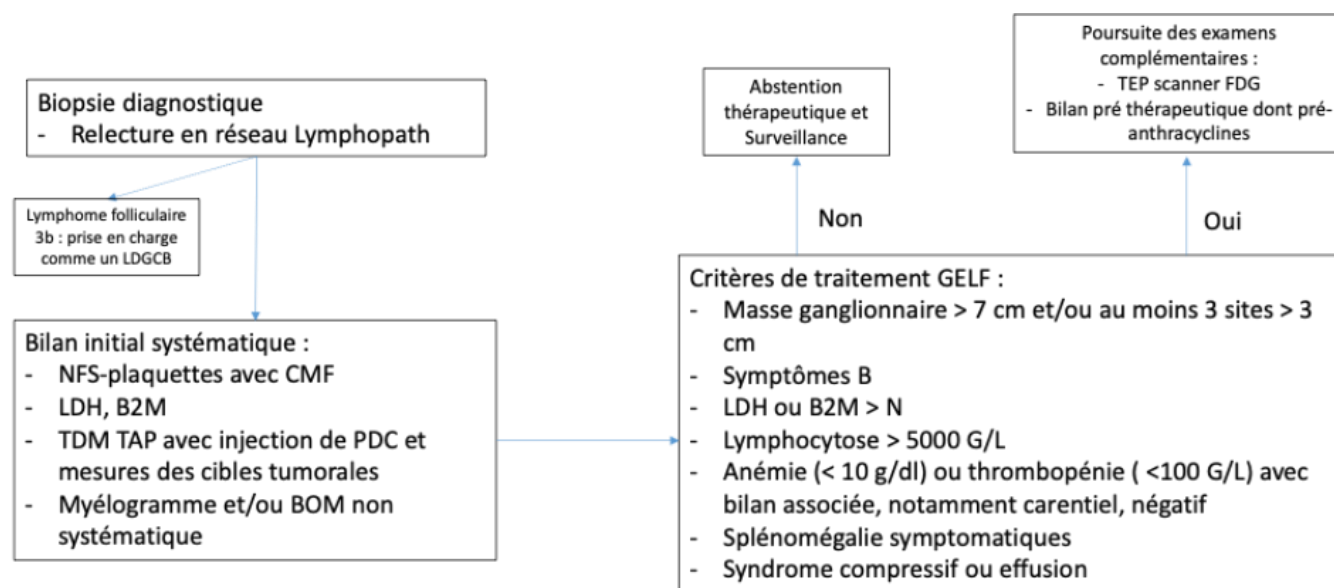 Biopsie diagnostique
- Relecture en réseau Lymphopath
Lymphome folliculaire
3b : prise en charge
comme un LDGCB
Bilan initial systématique :
- NFS-plaquettes avec CMF
- LDH, B2M
- TDM TAP avec injection de PDC et
mesures des cibles tumorales
- Myélogramme et/ou BOM non
systématique
Abstention
thérapeutique et
Surveillance
Non
Poursuite des examens
complémentaires :
- TEP scanner FDG
- Bilan pré thérapeutique dont pré-
anthracyclines
Oui
Critères de traitement GELF :
- Masse ganglionnaire > 7 cm et/ou au moins 3 sites > 3
cm
- Symptômes B
- LDH ou B2M > N
- Lymphocytose > 5000 G/L
- Anémie (< 10 g/dl) ou thrombopénie ( <100 G/L) avec
bilan associée, notamment carentiel, négatif
- Splénomégalie symptomatiques
- Syndrome compressif ou effusion